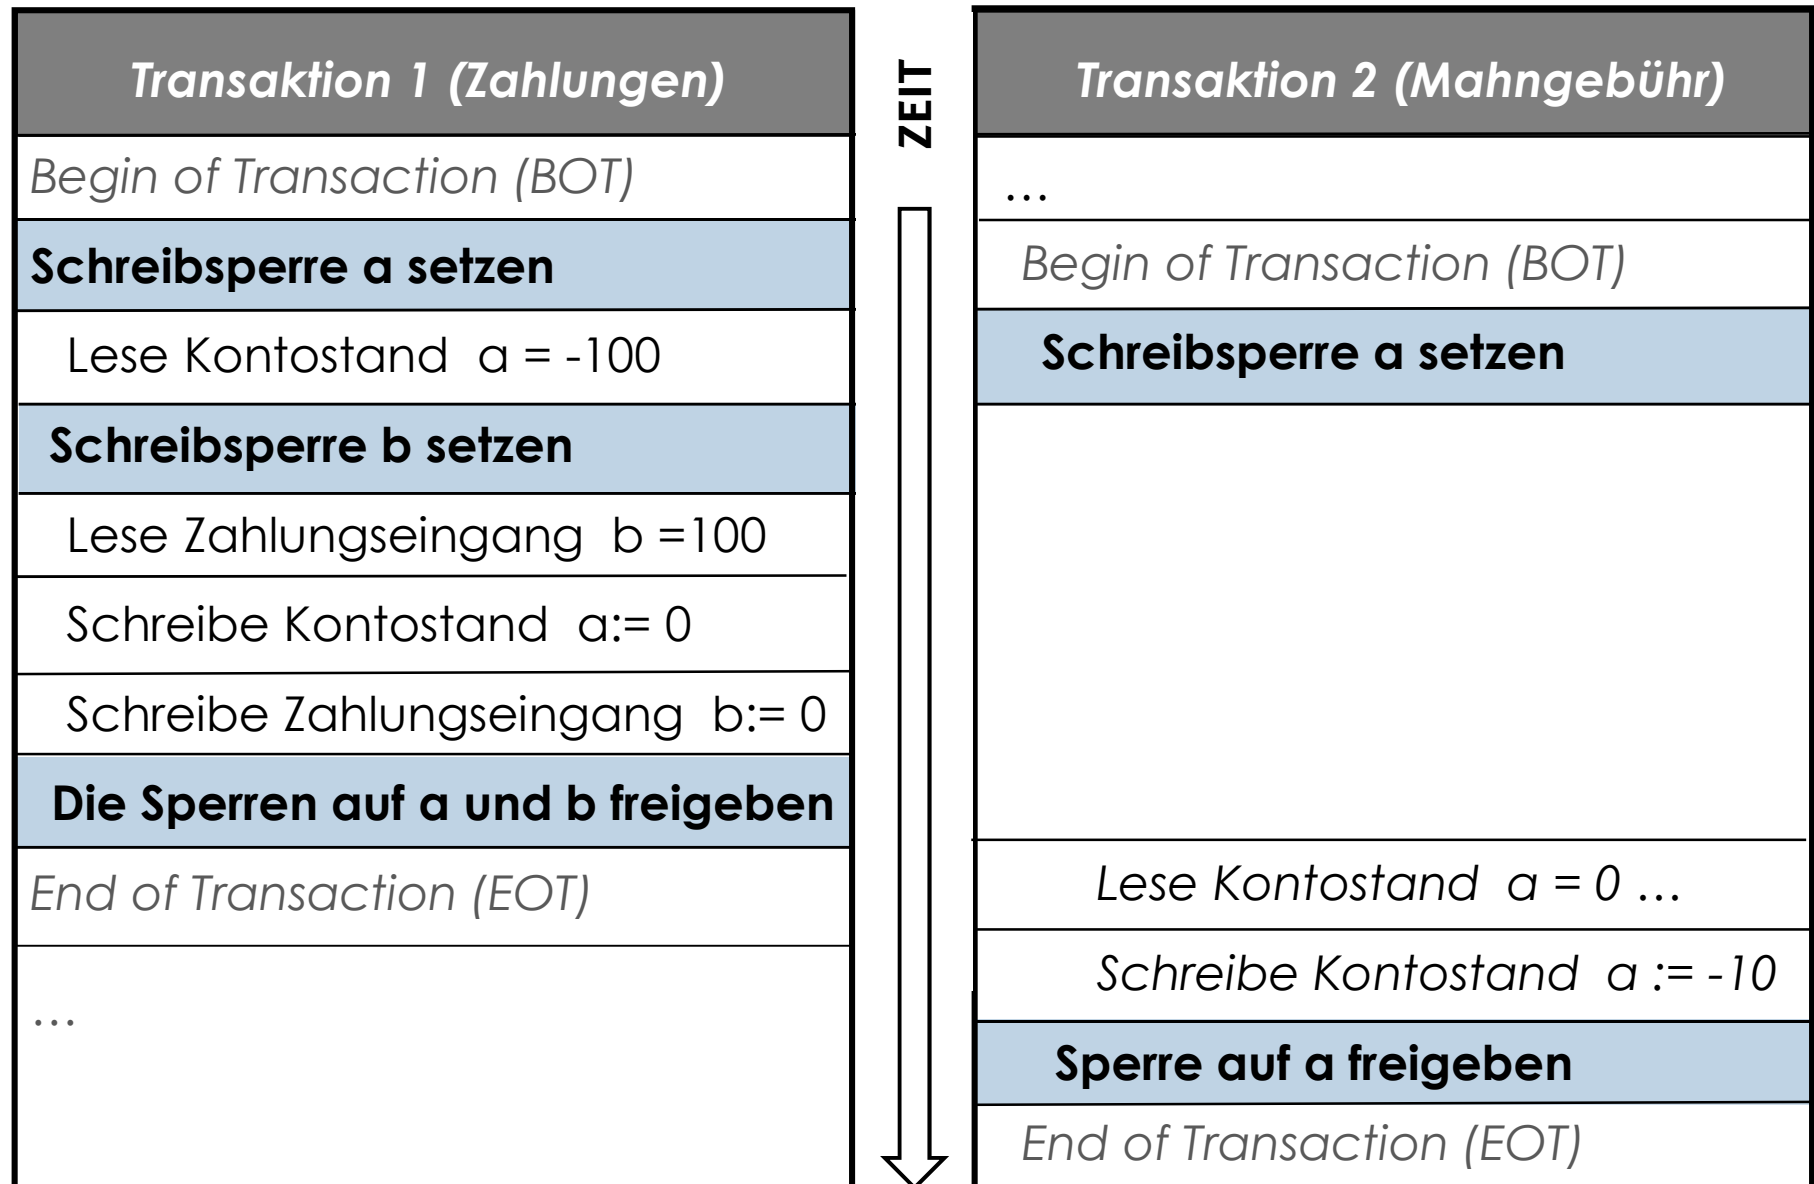 Transaktion 1 (Zahlungen)
Begin of Transaction (BOT)
Schreibsperre a setzen
Lese Kontostand a = -100
Schreibsperre b setzen
Lese Zahlungseingang b =100
Schreibe Kontostand a:= 0
Schreibe Zahlungseingang b:= 0
Die Sperren auf a und b freigeben
End of Transaction (EOT)
…
ZEIT
Transaktion 2 (Mahngebühr)
…
Begin of Transaction (BOT)
Schreibsperre a setzen
Lese Kontostand a = 0 …
Schreibe Kontostand a := -10
Sperre auf a freigeben
End of Transaction (EOT)